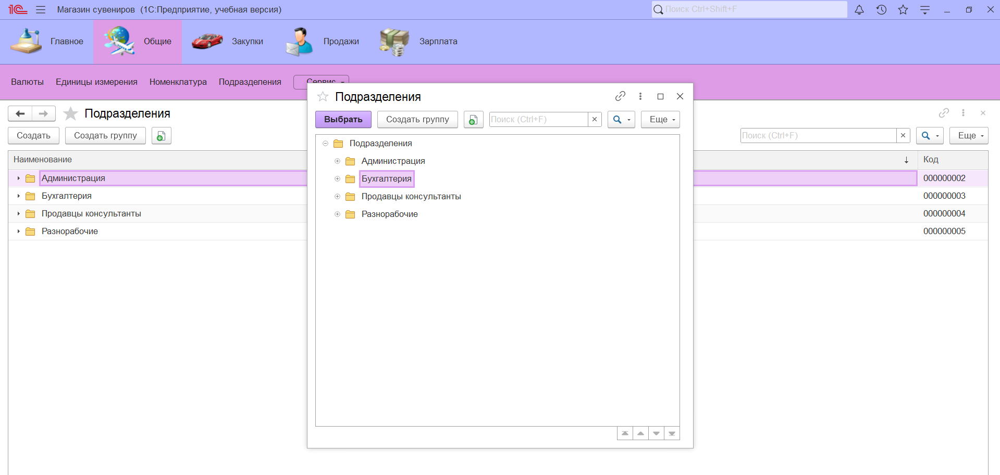 1С Магазин сувениров (1С:Предприятие, учебная версия) Поиск Ctrl+Shift+F
Главное Общие Закупки Продажи Зарплата
Валюты Единицы измерения Номенклатура Подразделения Сервис
Подразделения
Создать Создать группу Поиск (Ctrl+F) Еще
Наименование Код
Администрация 000000002
Бухгалтерия 000000003
Продавцы консультанты 000000004
Разнорабочие 000000005
Подразделения
Выбрать Создать группу Поиск (Ctrl+F) Еще
Подразделения
Администрация
Бухгалтерия
Продавцы консультанты
Разнорабочие